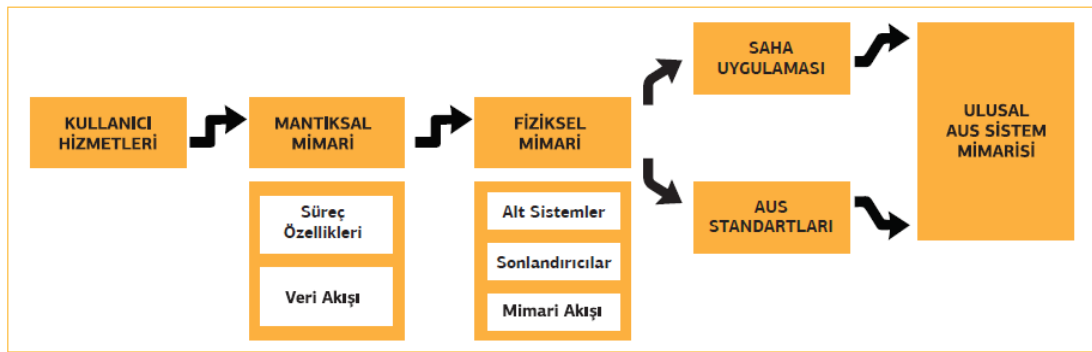 KULLANICI
HİZMETLERİ
MANTIKSAL
MİMARİ
Süreç
Özellikleri
Veri Akışı
FİZİKSEL
MİMARİ
Alt Sistemler
Sonlandırıcılar
Mimari Akışı
SAHA
UYGULAMASI
AUS
STANDARTLARI
ULUSAL
AUS SİSTEM
MİMARİSİ